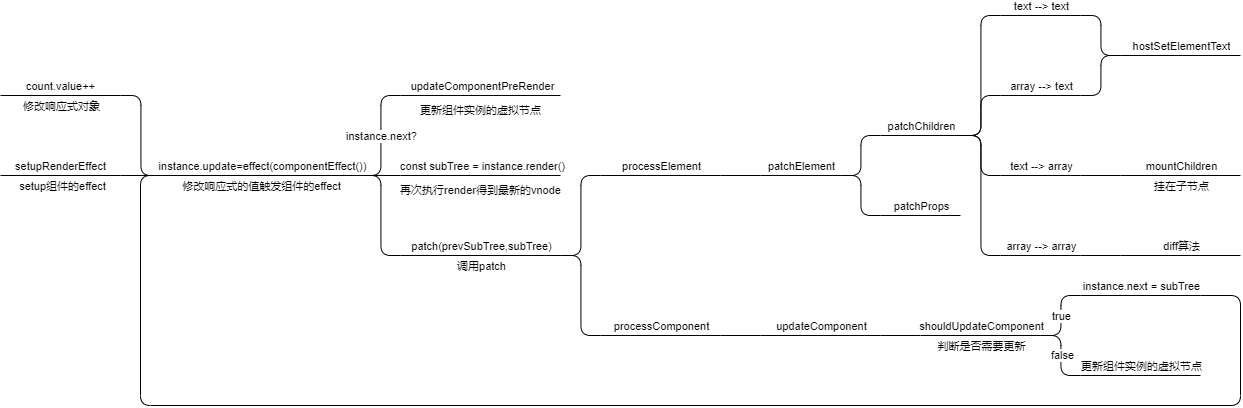 count.value++
修改响应式对象
setupRenderEffect
setup组件的effect
instance.update=effect(componentEffect())
修改响应式的值触发组件的effect
instance.next?
updateComponentPreRender
更新组件实例的虚拟节点
const subTree = instance.render()
再次执行render得到最新的vnode
patch(prevSubTree,subTree)
调用patch
processElement
patchElement
patchChildren
text --> text
array --> text
hostSetElementText
text --> array
mountChildren
挂在子节点
array --> array
diff算法
patchProps
processComponent
updateComponent
shouldUpdateComponent
判断是否需要更新
true
instance.next = subTree
false
更新组件实例的虚拟节点